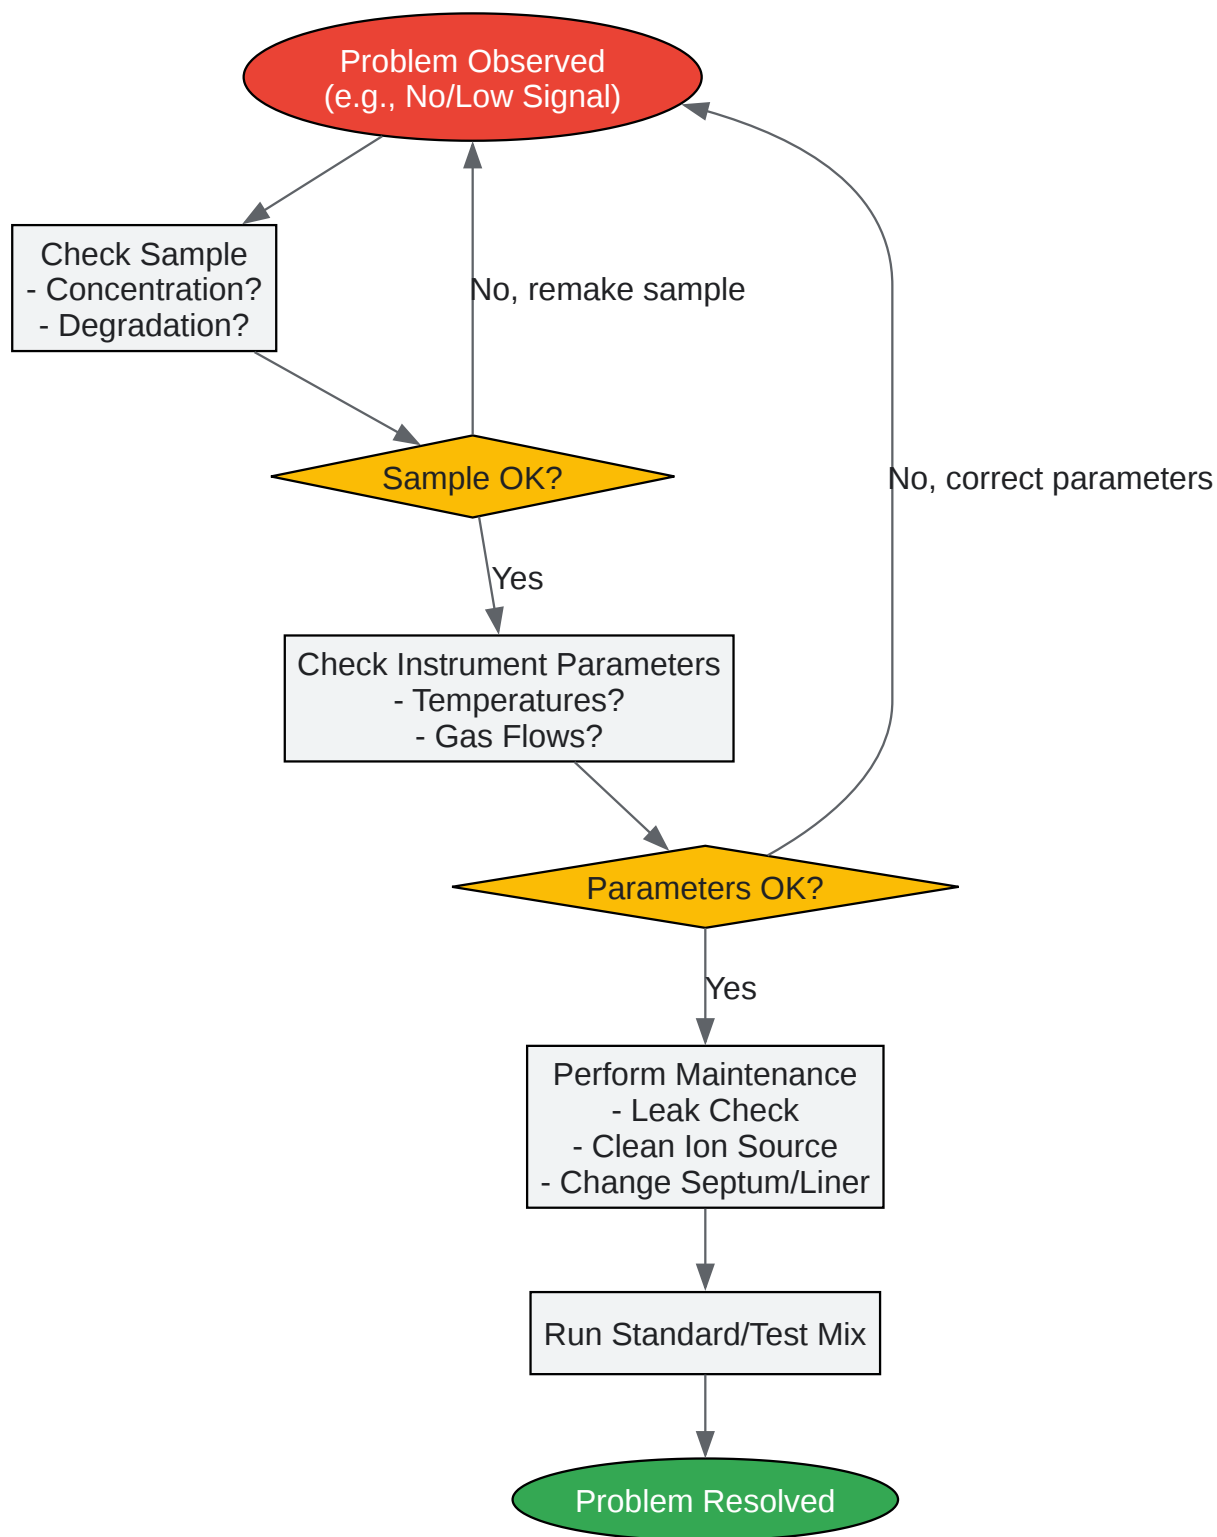 Problem Observed
(e.g., No/Low Signal)
Check Sample
- Concentration?
- Degradation?
No, remake sample
Sample OK?
No, correct parameters
Yes
Check Instrument Parameters
- Temperatures?
- Gas Flows?
Parameters OK?
Yes
Perform Maintenance
- Leak Check
- Clean Ion Source
- Change Septum/Liner
Run Standard/Test Mix
Problem Resolved